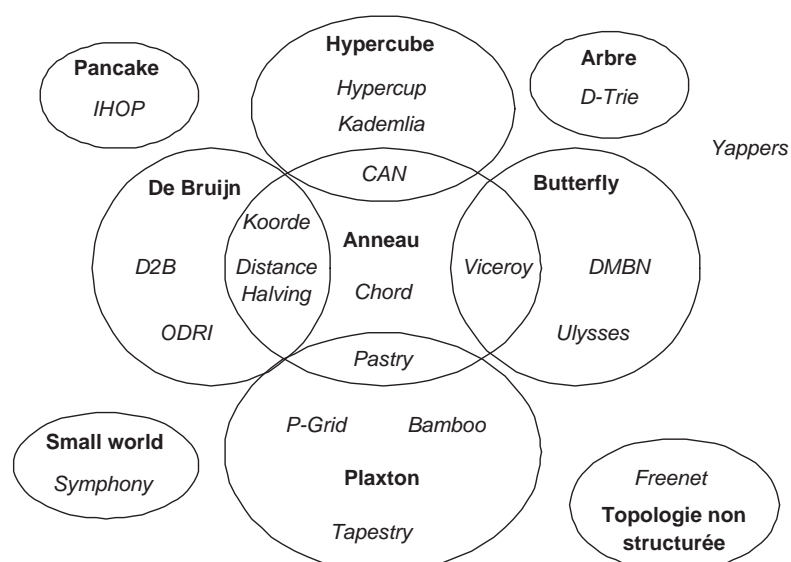 Hypercube
Pancake
Arbre
IHOP
Hypercup
D-Trie
Kademlia
Yappers
CAN
De Bruijn
Butterfly
Koorde
Anneau
D2B
Distance
Halving
Viceroy
DMBN
Chord
ODRI
Ulysses
Pastry
P-Grid
Bamboo
Small world
Plaxton
Symphony
Freenet
Tapestry
Topologie non
structurée